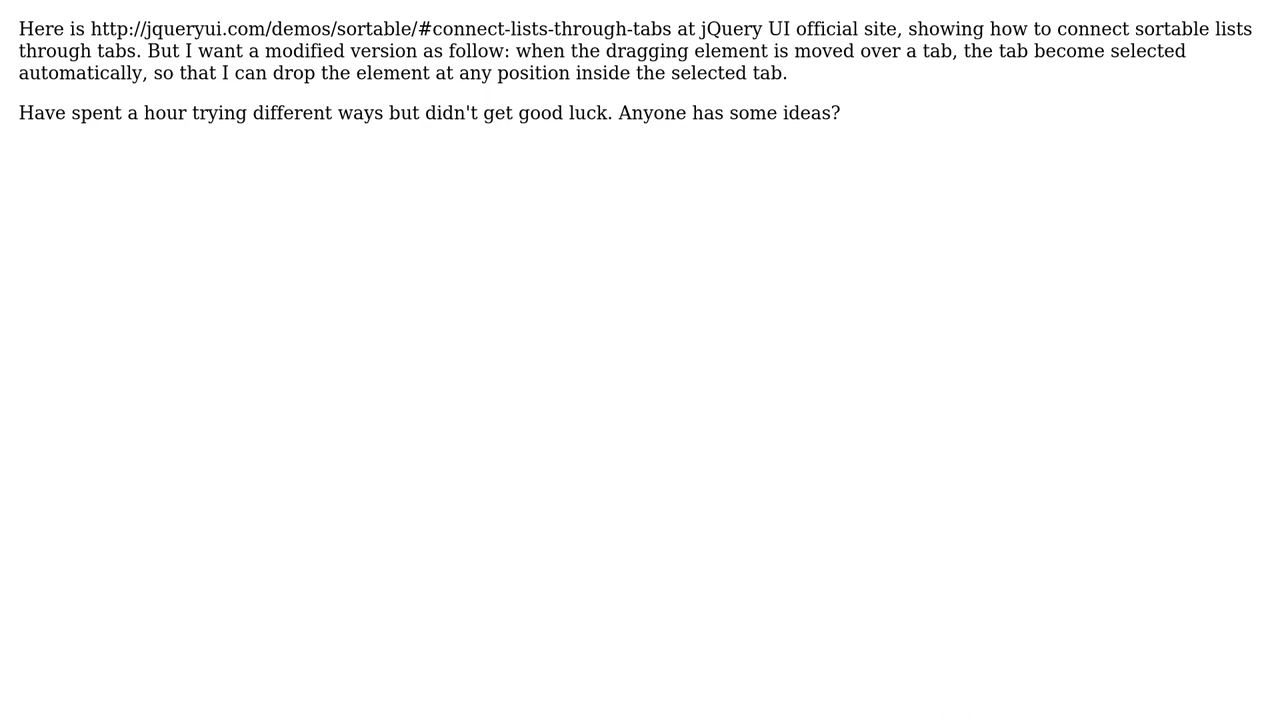 Here is http://jqueryui.com/demos/sortable/#connect-lists-through-tabs at jQuery UI official site, showing how to connect sortable lists
through tabs. But I want a modified version as follow: when the dragging element is moved over a tab, the tab become selected
automatically, so that I can drop the element at any position inside the selected tab.
Have spent a hour trying different ways but didn't get good luck. Anyone has some ideas?